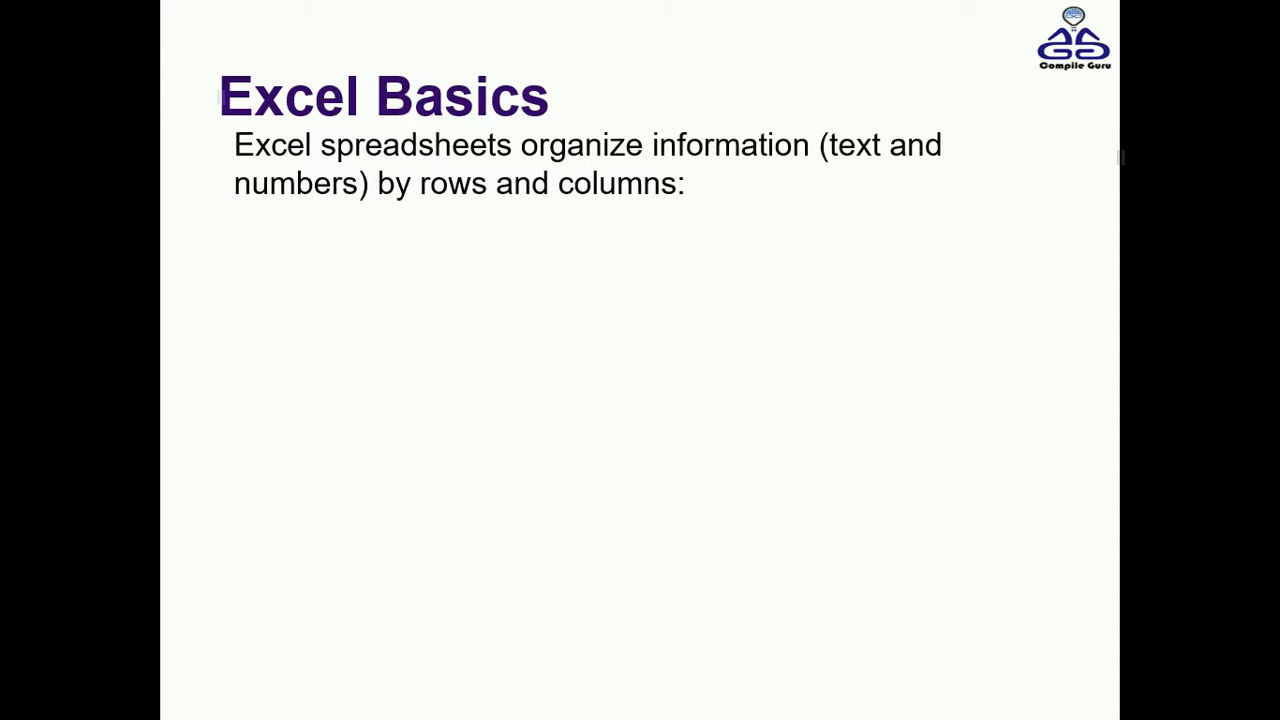 Compile Guru
Excel Basics
Excel spreadsheets organize information (text and
numbers) by rows and columns: